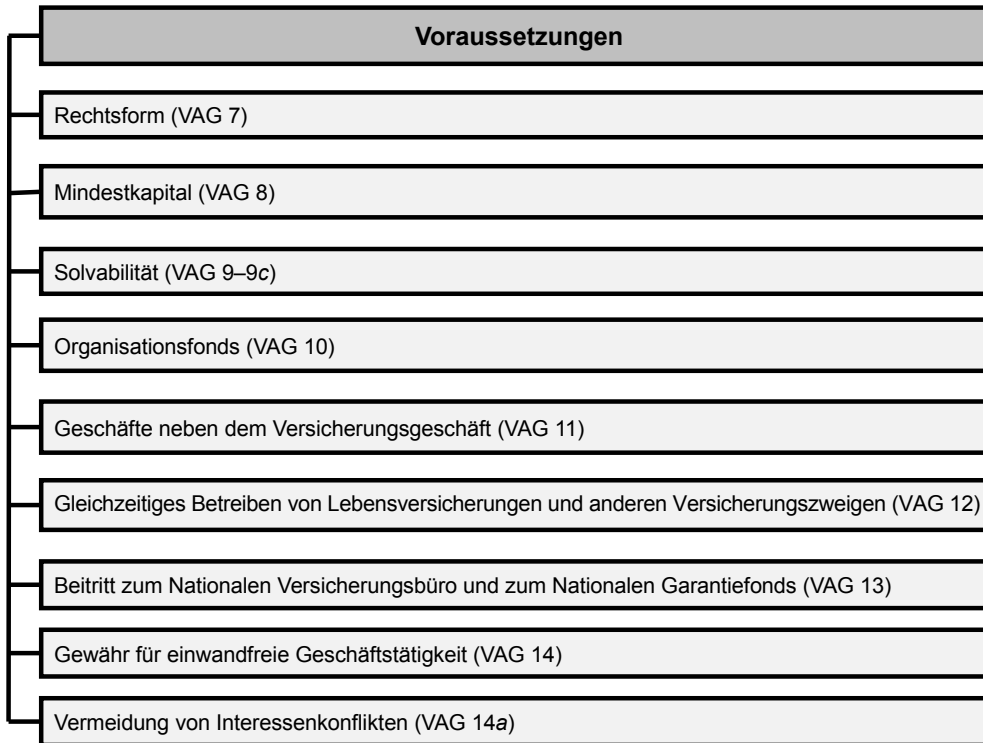 Voraussetzungen
Rechtsform (VAG 7)
Mindestkapital (VAG 8)
Solvabilität (VAG 9–9c)
Organisationsfonds (VAG 10)
Geschäfte neben dem Versicherungsgeschäft (VAG 11)
Gleichzeitiges Betreiben von Lebensversicherungen und anderen Versicherungszweigen (VAG 12)
Beitritt zum Nationalen Versicherungsbüro und zum Nationalen Garantiefonds (VAG 13)
Gewähr für einwandfreie Geschäftstätigkeit (VAG 14)
Vermeidung von Interessenkonflikten (VAG 14a)